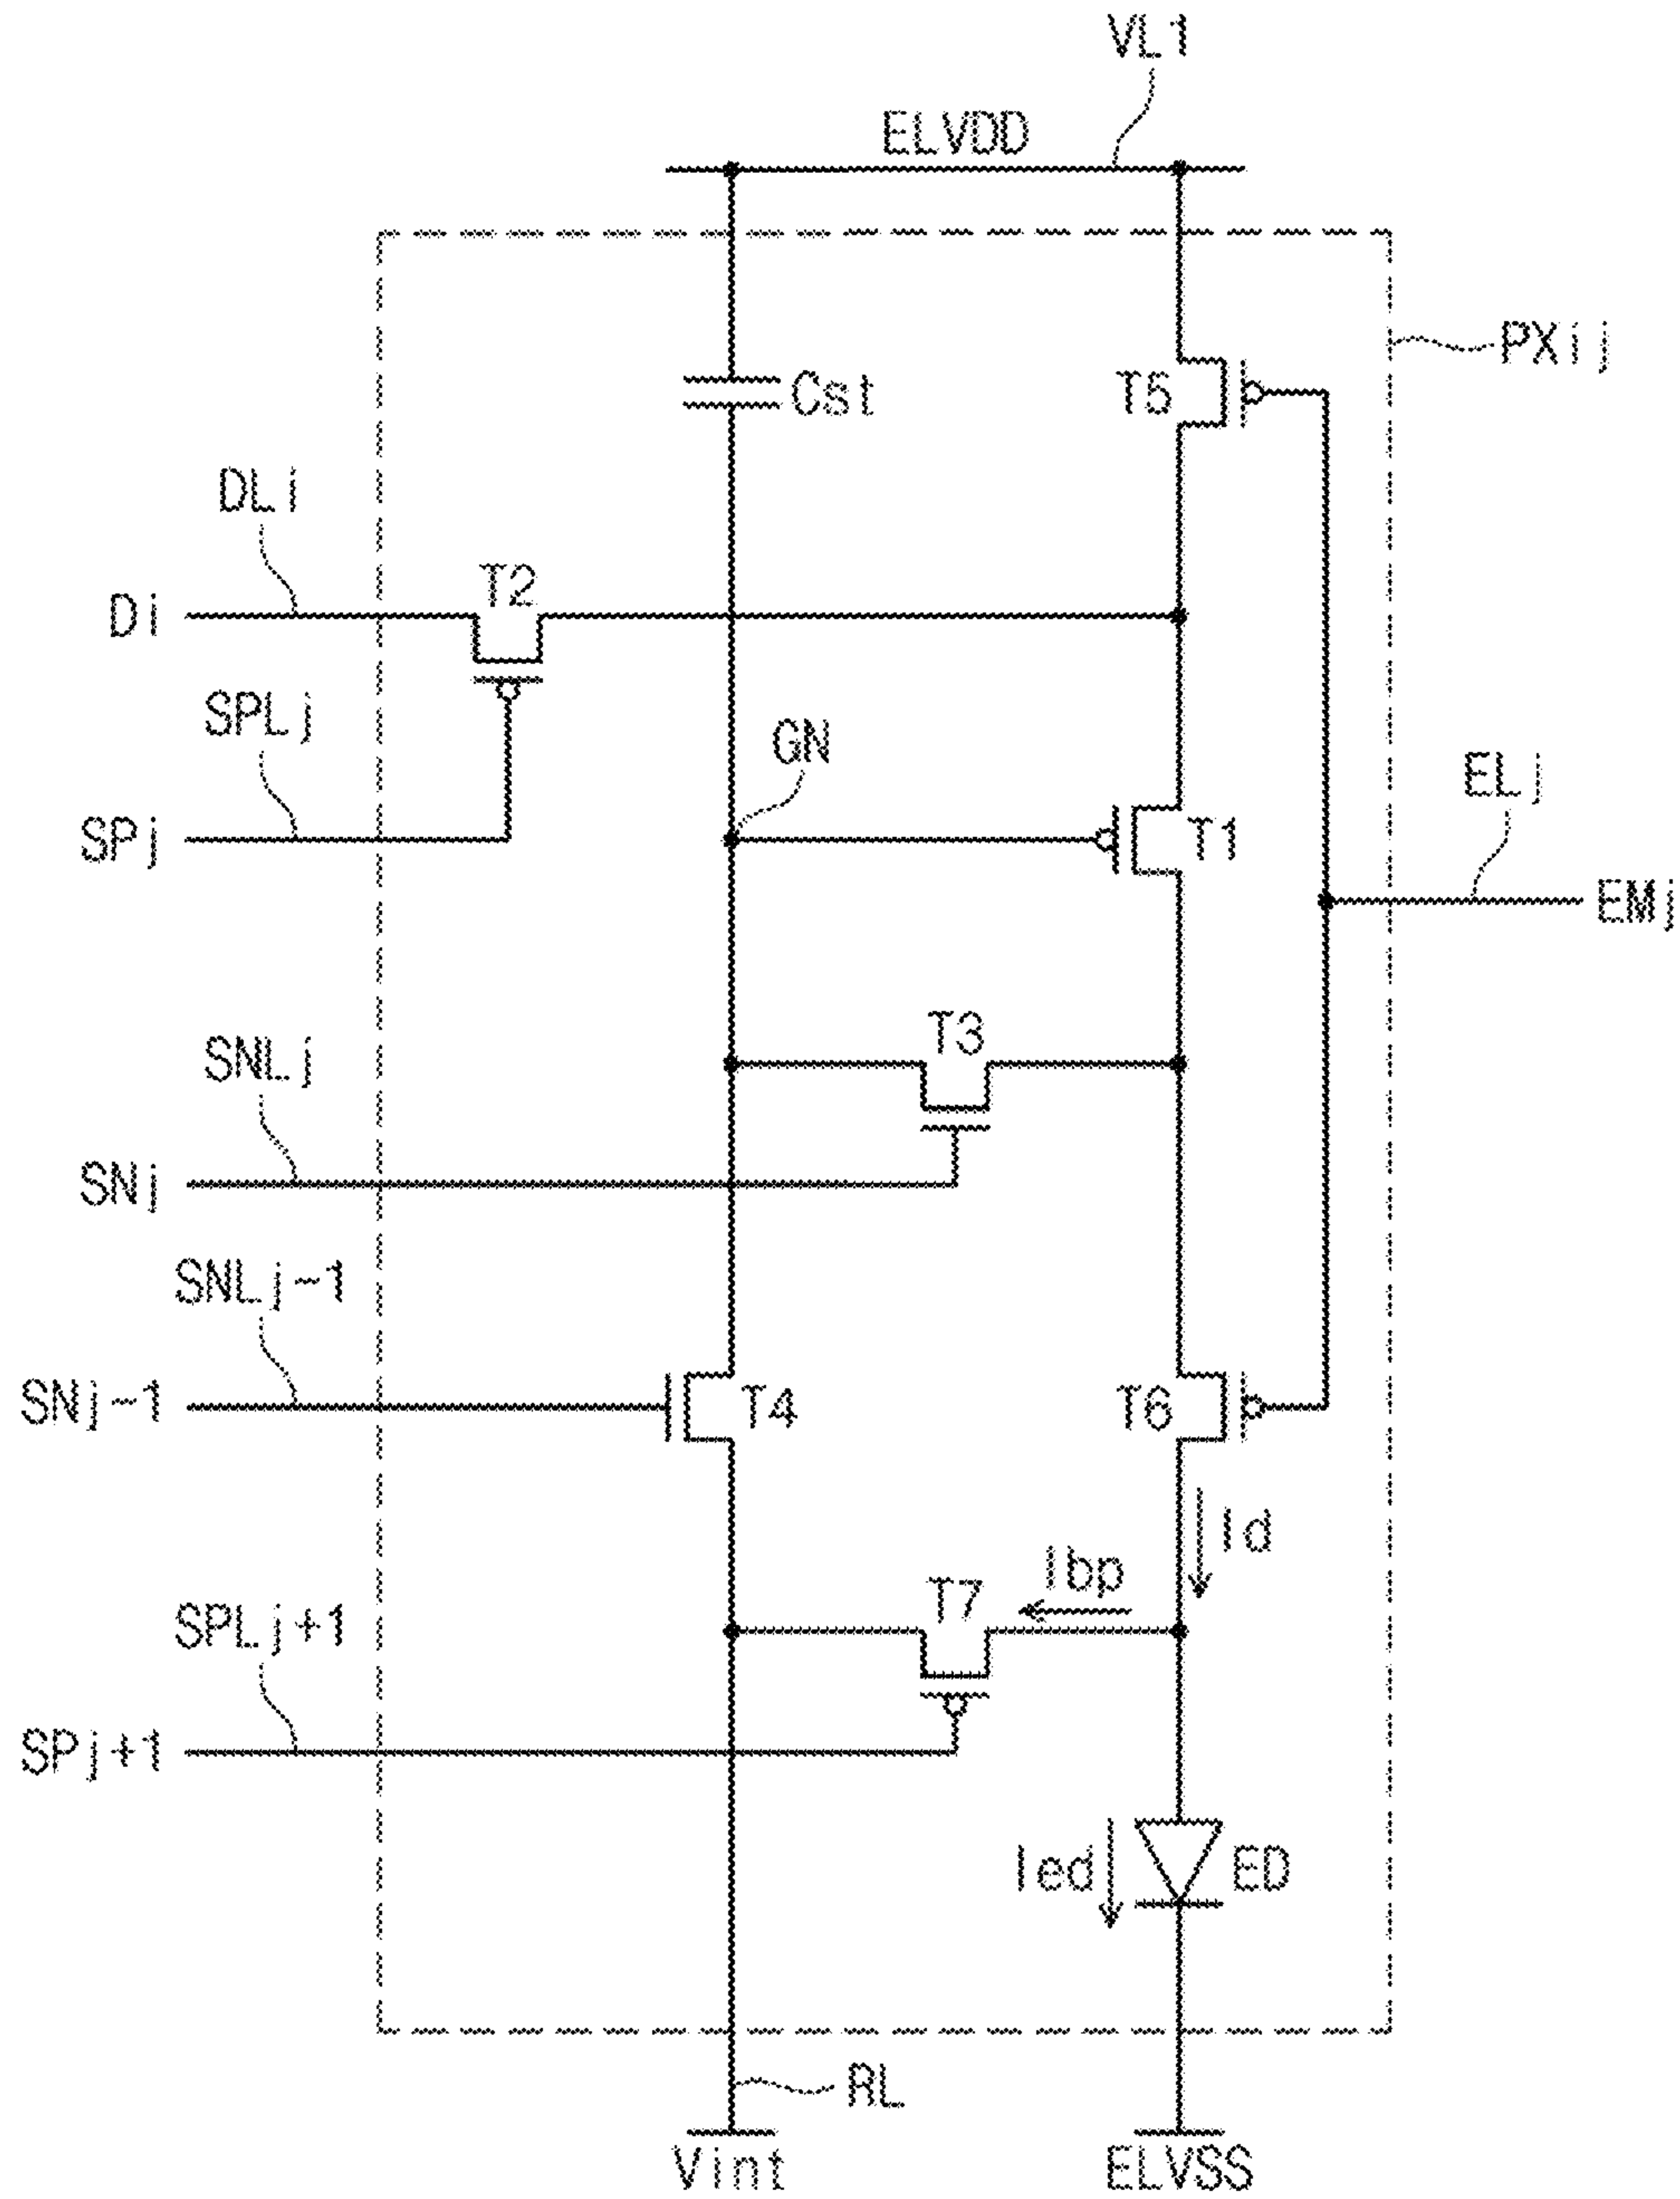 VL1
ELVDD
PXij
T5
Cst
DLi
T2
Di
SPLj
GN
ELj
SPj
T1
EMj
T3
SNLj
SNj
SNLj-1
SNj-1
T4
T6
Id
Ibp
T7
SPLj+1
SPj+1
Ied
ED
RL
Vint
ELVSS